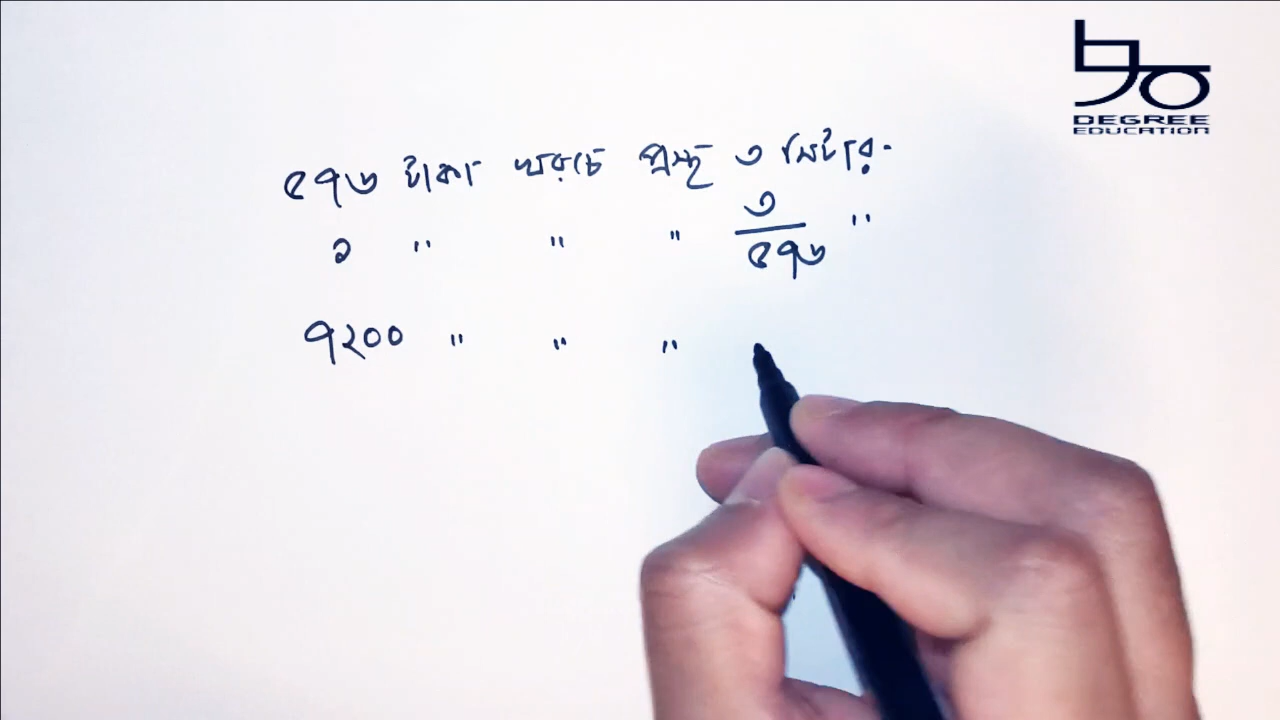 DEGREE
EDUCATION
৫৭৬ টাকা খরচে প্রস্থ ৩ মিটার.
১ " " " ৩/৫৭৬ "
৭২০০ " " "